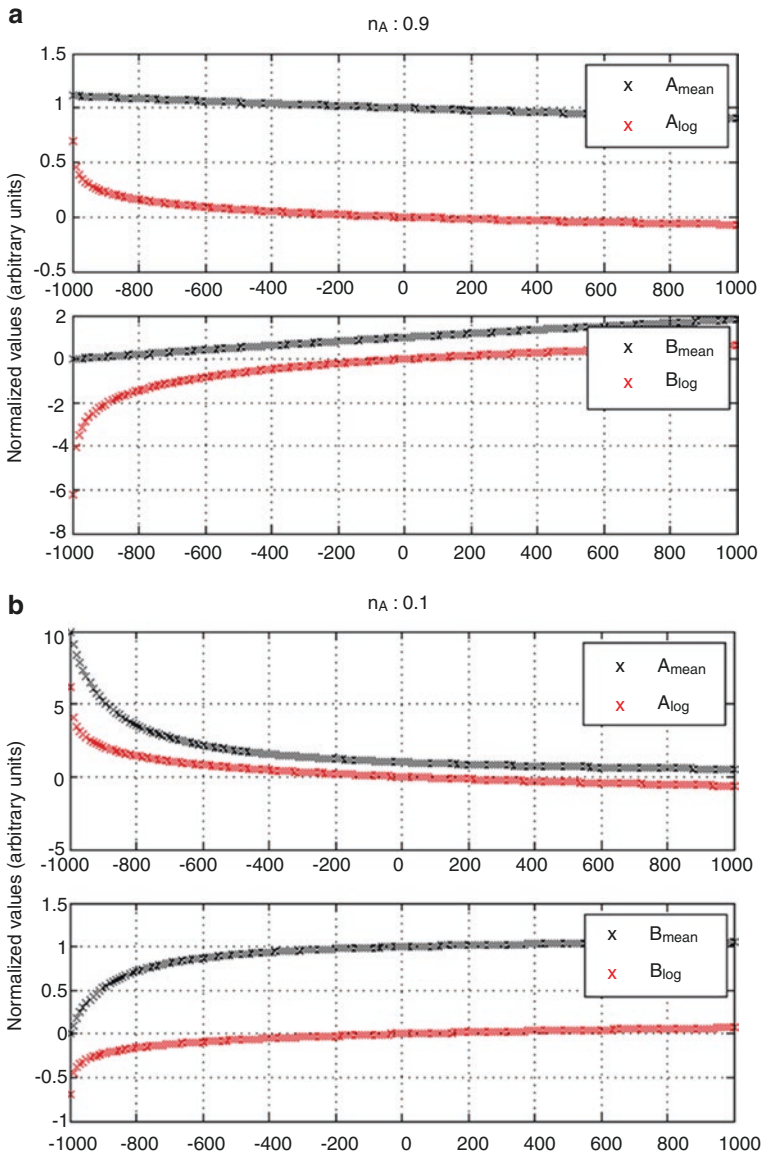 a
nA : 0.9
Normalized values (arbitrary units)
1.5
1
0.5
0
-0.5
x Amean
x Alog
-1000 -800 -600 -400 -200 0 200 400 600 800 1000
2
0
-2
-4
-6
-8
x Bmean
x Blog
-1000 -800 -600 -400 -200 0 200 400 600 800 1000
b
nA : 0.1
Normalized values (arbitrary units)
10
5
0
-5
x Amean
x Alog
-1000 -800 -600 -400 -200 0 200 400 600 800 1000
1.5
1
0.5
0
-0.5
-1
x Bmean
x Blog
-1000 -800 -600 -400 -200 0 200 400 600 800 1000